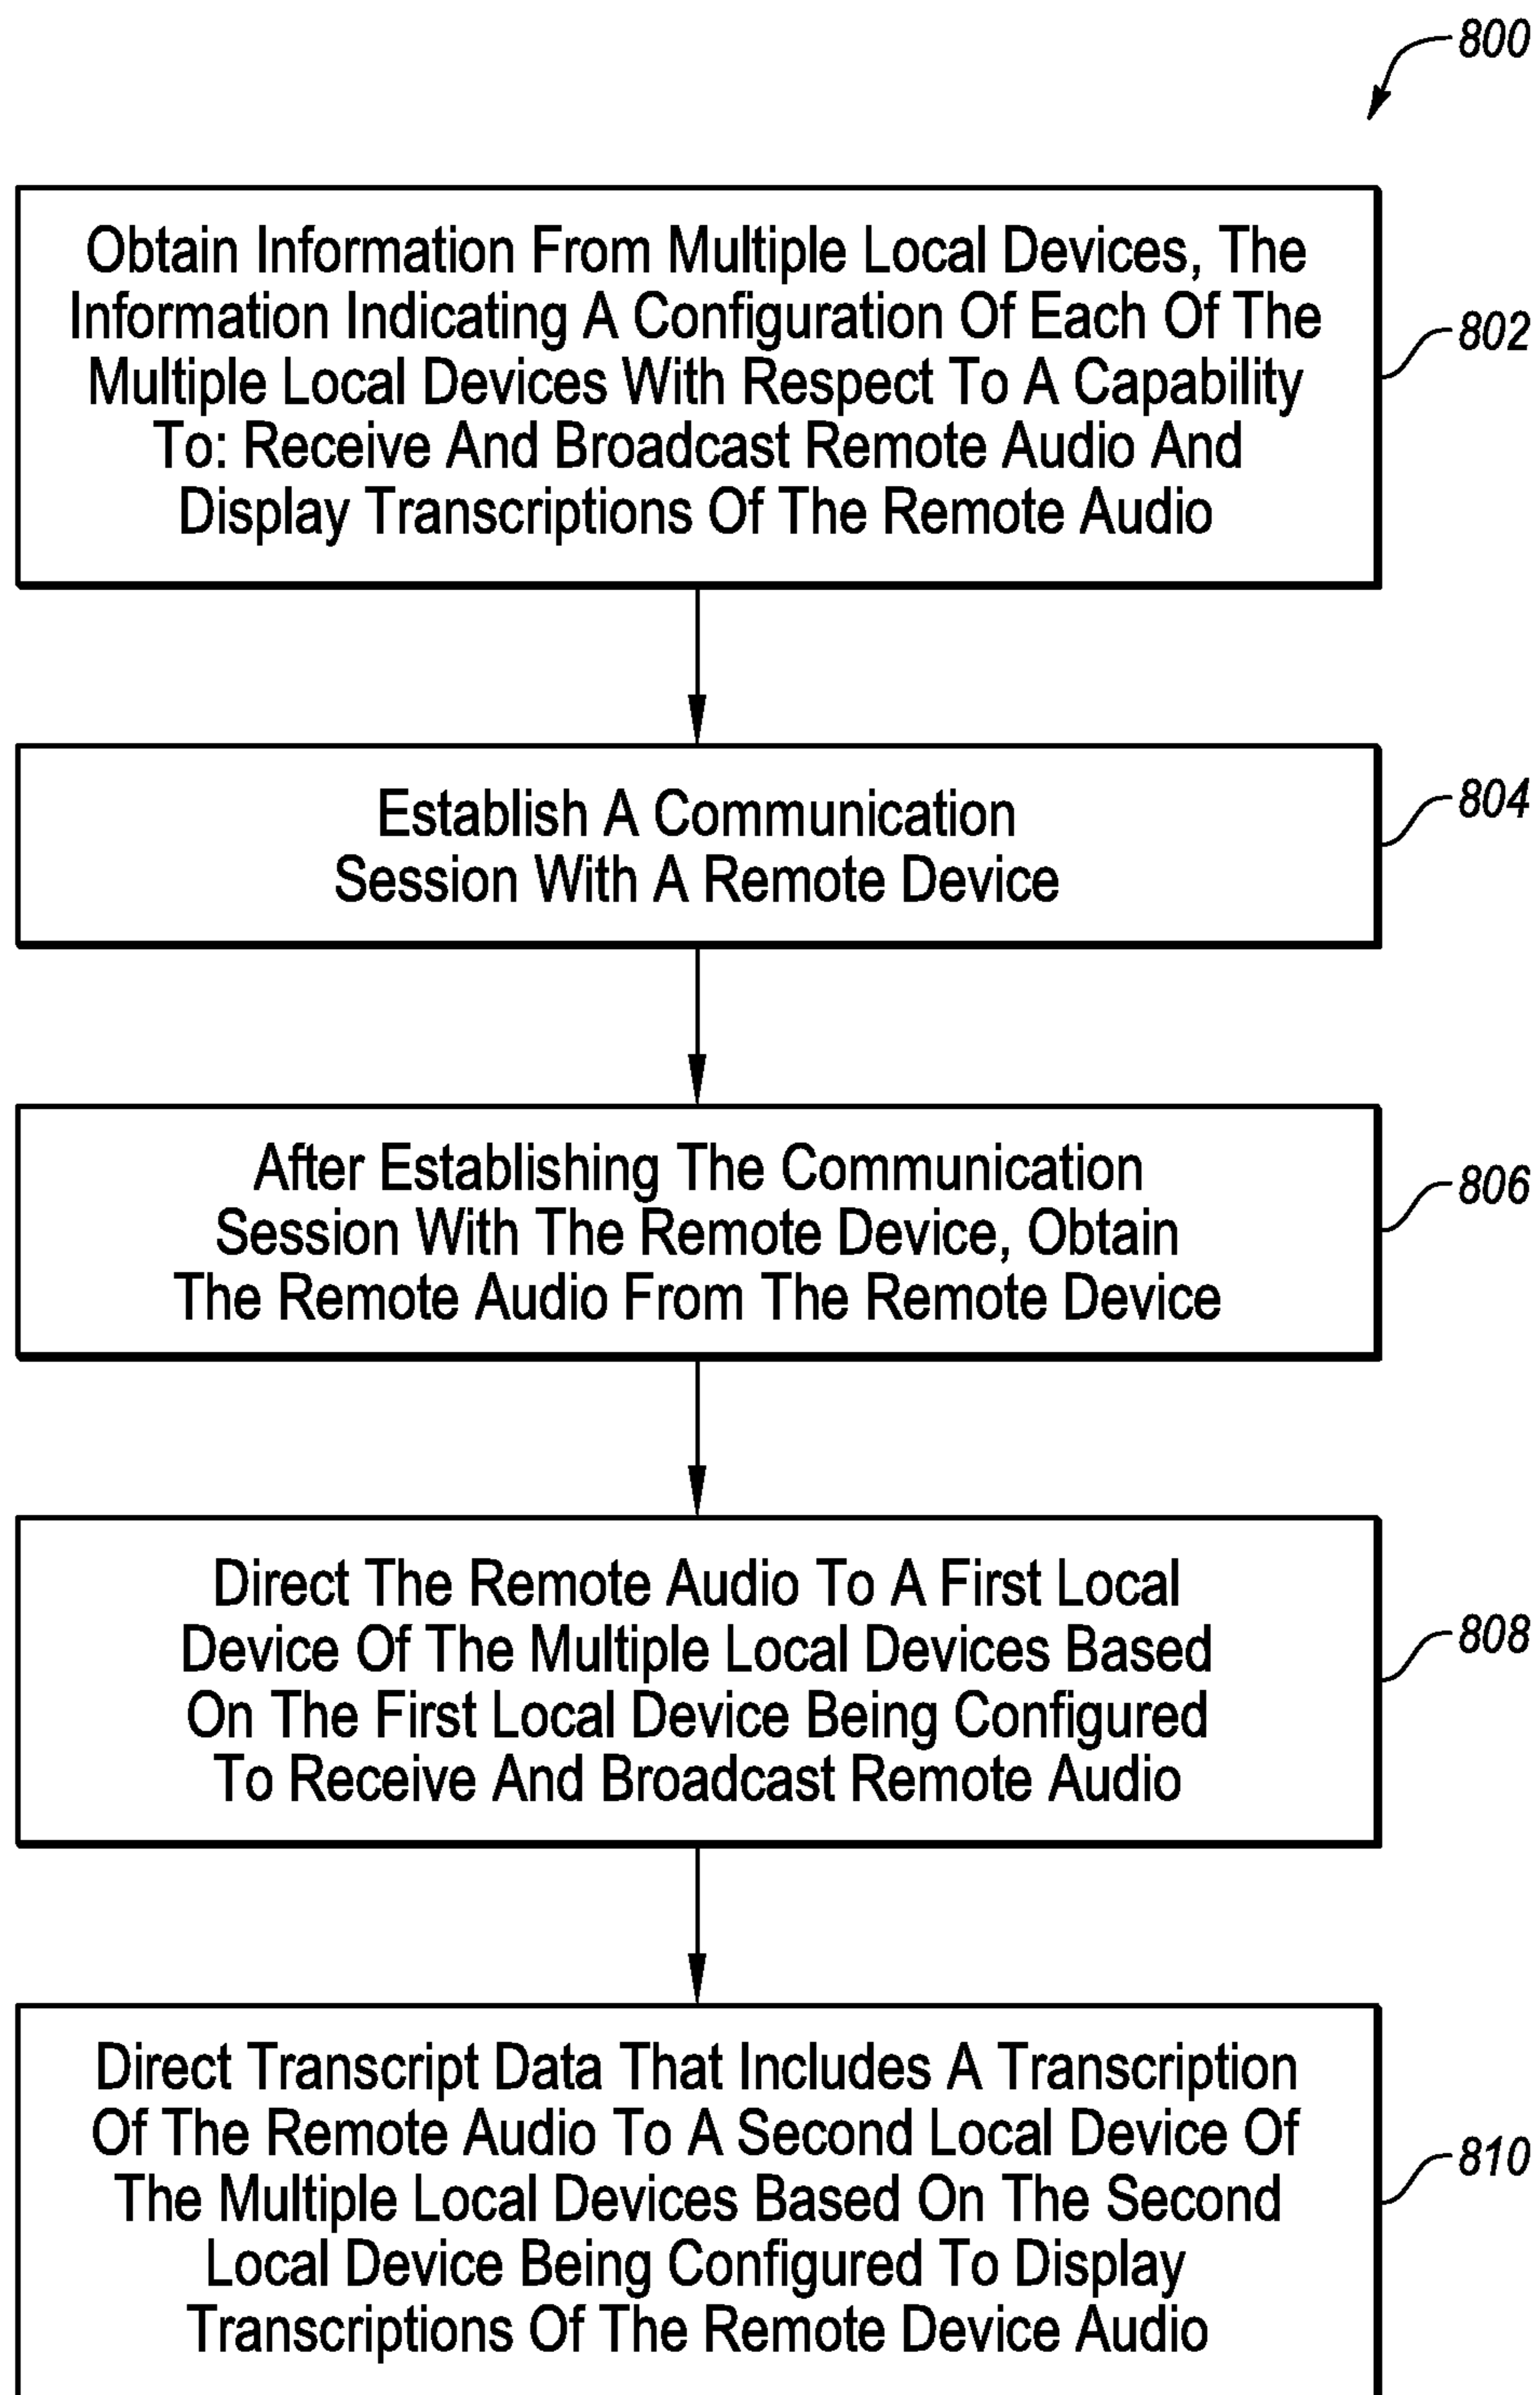 800
Obtain Information From Multiple Local Devices, The
Information Indicating A Configuration Of Each Of The
Multiple Local Devices With Respect To A Capability
To: Receive And Broadcast Remote Audio And
Display Transcriptions Of The Remote Audio
802
Establish A Communication
Session With A Remote Device
804
After Establishing The Communication
Session With The Remote Device, Obtain
The Remote Audio From The Remote Device
806
Direct The Remote Audio To A First Local
Device Of The Multiple Local Devices Based
On The First Local Device Being Configured
To Receive And Broadcast Remote Audio
808
Direct Transcript Data That Includes A Transcription
Of The Remote Audio To A Second Local Device Of
The Multiple Local Devices Based On The Second
Local Device Being Configured To Display
Transcriptions Of The Remote Device Audio
810